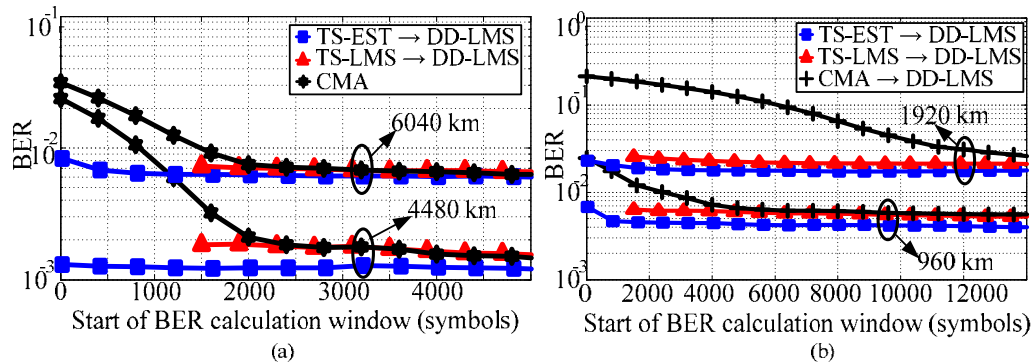 (a)
10^-1
10^-2
10^-3
BER
TS-EST → DD-LMS
TS-LMS → DD-LMS
CMA
6040 km
4480 km
0 1000 2000 3000 4000
Start of BER calculation window (symbols)
(a)
(b)
10^0
10^-1
10^-2
10^-3
BER
TS-EST → DD-LMS
TS-LMS → DD-LMS
CMA → DD-LMS
1920 km
960 km
0 2000 4000 6000 8000 10000 12000
Start of BER calculation window (symbols)
(b)